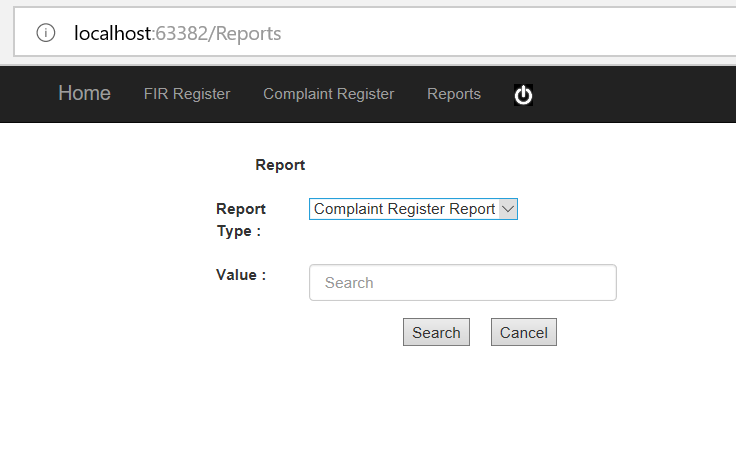 localhost:63382/Reports
Home FIR Register Complaint Register Reports
Report
Report Type :
Complaint Register Report
Value :
Search
Search Cancel